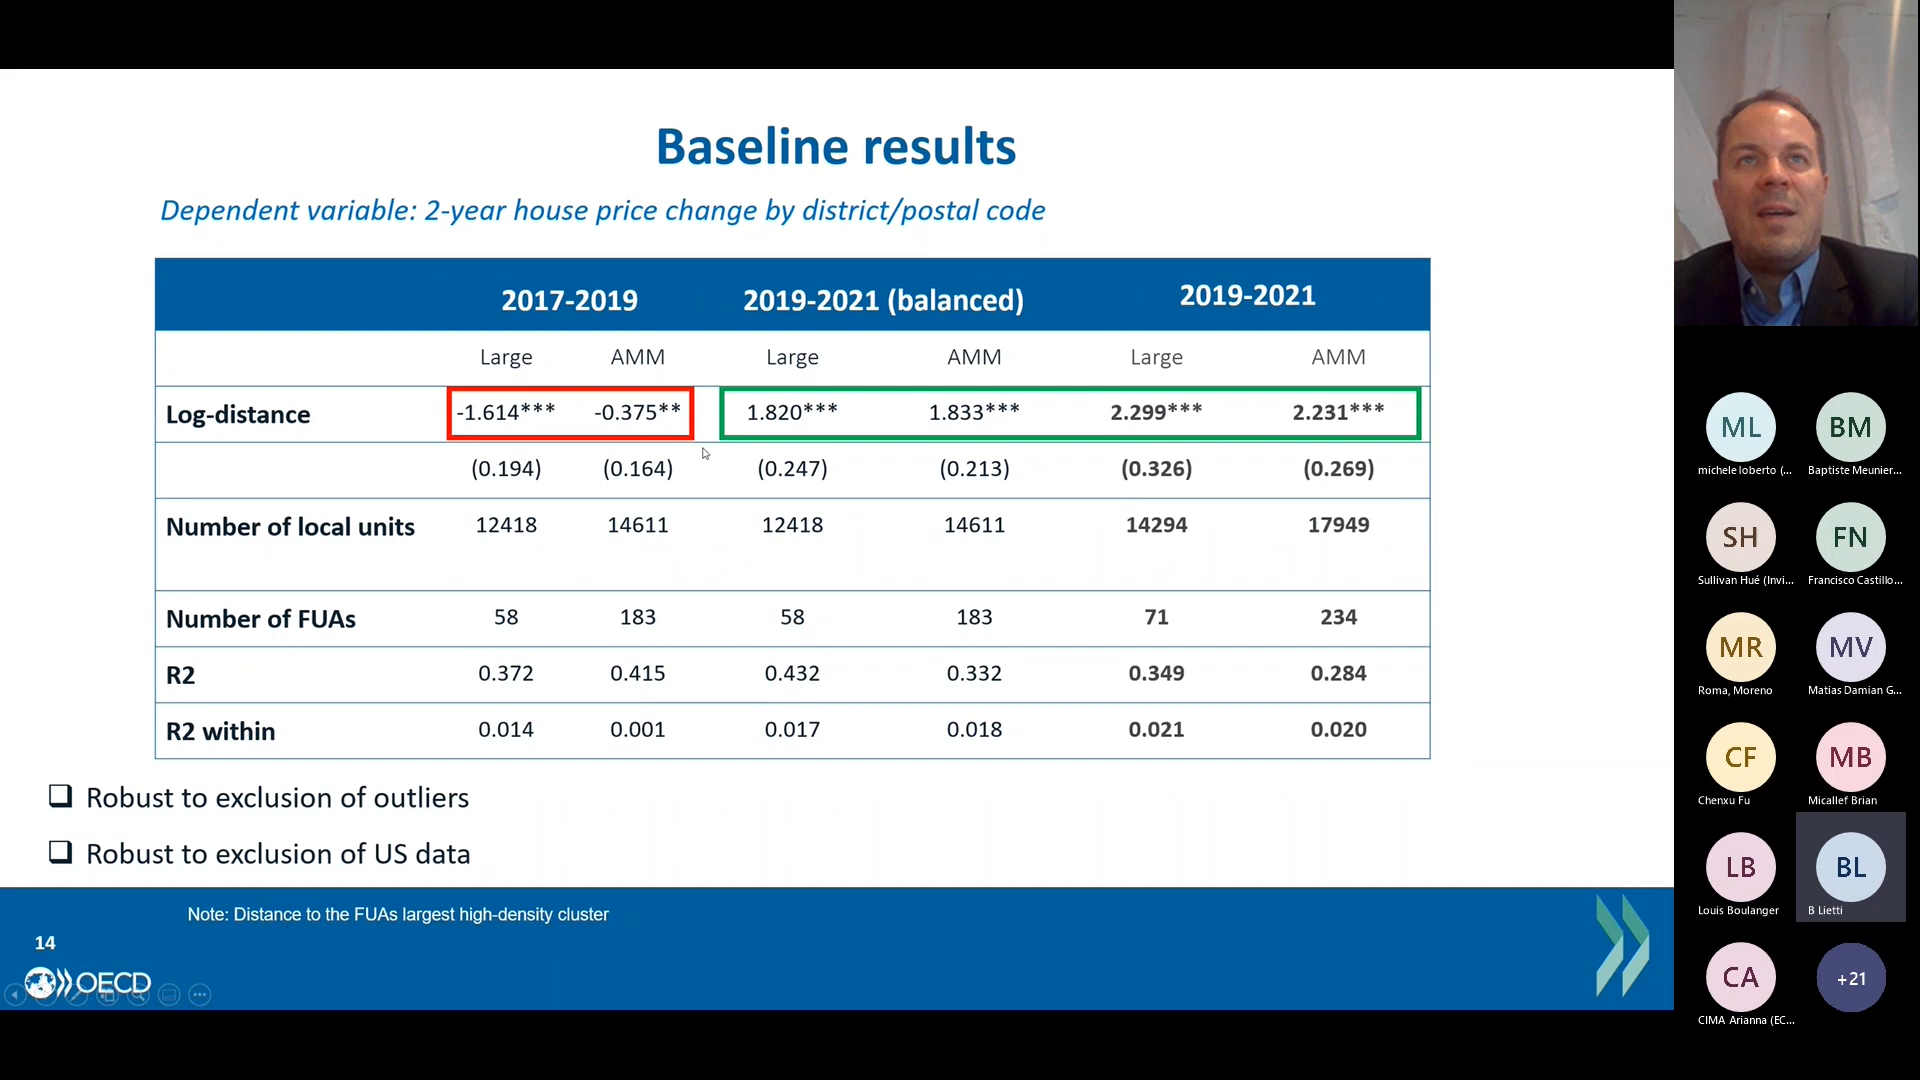 Baseline results
Dependent variable: 2-year house price change by district/postal code
2017-2019 2019-2021 (balanced) 2019-2021
Large AMM Large AMM Large AMM
Log-distance -1.614*** -0.375** 1.820*** 1.833*** 2.299*** 2.231***
(0.194) (0.164) (0.247) (0.213) (0.326) (0.269)
Number of local units 12418 14611 12418 14611 14294 17949
Number of FUAs 58 183 58 183 71 234
R2 0.372 0.415 0.432 0.332 0.349 0.284
R2 within 0.014 0.001 0.017 0.018 0.021 0.020
Robust to exclusion of outliers
Robust to exclusion of US data
Note: Distance to the FUAs largest high-density cluster
14
OECD
ML BM
michele loberto (... Baptiste Meunier...
SH FN
Sullivan Hué (Invi... Francisco Castillo...
MR MV
Roma, Moreno Matias Damian G...
CF MB
Chenxu Fu Micallef Brian
LB BL
Louis Boulanger B Lietti
CA +21
CIMA Arianna (EC...